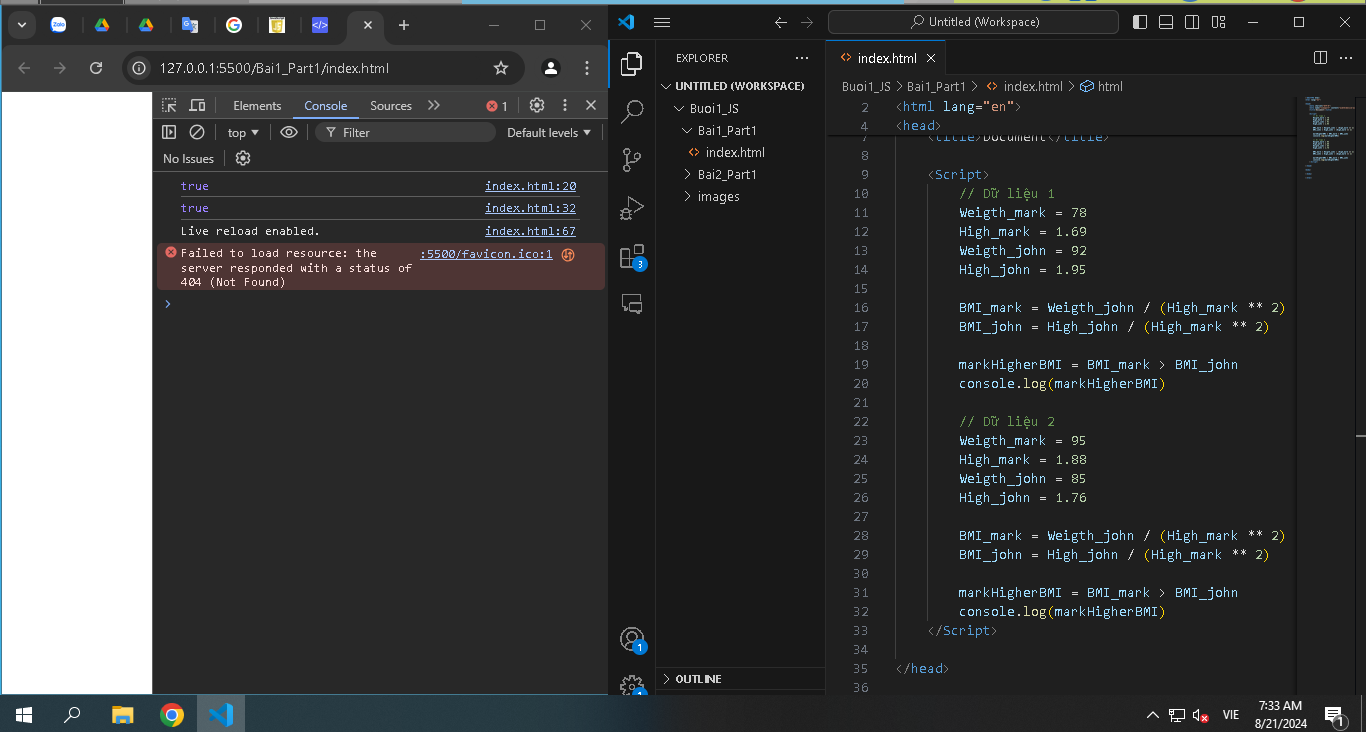 Zalo
127.0.0.1:5500/Bai1_Part1/index.html
Elements Console Sources 1
top Filter Default levels
No Issues
true index.html:20
true index.html:32
Live reload enabled. index.html:67
Failed to load resource: the :5500/favicon.ico:1
server responded with a status of
404 (Not Found)
Untitled (Workspace)
EXPLORER
UNTITLED (WORKSPACE)
Buoi1_JS
Bai1_Part1
index.html
Bai2_Part1
images
3
1
1
OUTLINE
index.html
Buoi1_JS > Bai1_Part1 > index.html > html
2 <html lang="en">
4 <head>
7 <title>Document</title>
8
9 <Script>
10 // Dữ liệu 1
11 Weigth_mark = 78
12 High_mark = 1.69
13 Weigth_john = 92
14 High_john = 1.95
15
16 BMI_mark = Weigth_john / (High_mark ** 2)
17 BMI_john = High_john / (High_mark ** 2)
18
19 markHigherBMI = BMI_mark > BMI_john
20 console.log(markHigherBMI)
21
22 // Dữ liệu 2
23 Weigth_mark = 95
24 High_mark = 1.88
25 Weigth_john = 85
26 High_john = 1.76
27
28 BMI_mark = Weigth_john / (High_mark ** 2)
29 BMI_john = High_john / (High_mark ** 2)
30
31 markHigherBMI = BMI_mark > BMI_john
32 console.log(markHigherBMI)
33 </Script>
34
35 </head>
36
VIE
7:33 AM
8/21/2024
1